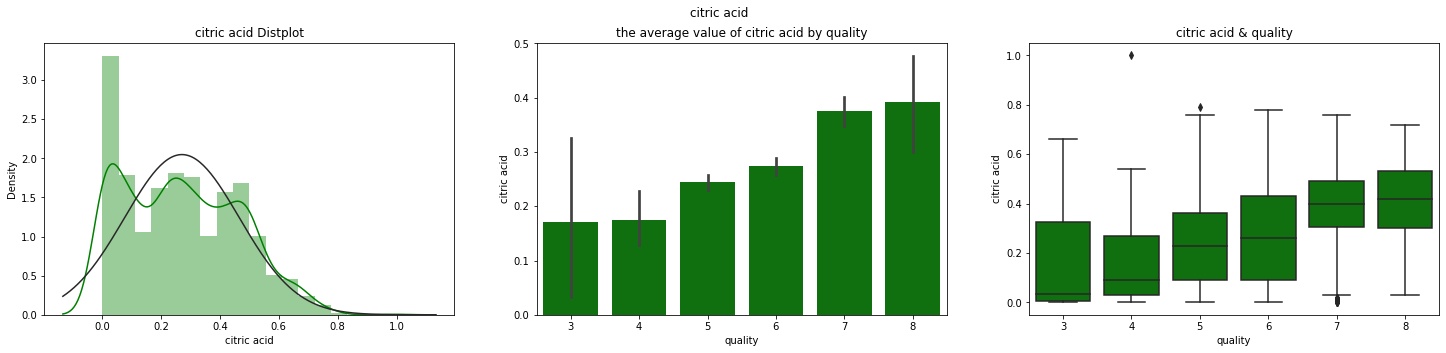 citric acid
citric acid Distplot
3.0
2.5
2.0
1.5
1.0
0.5
0.0
Density
0.0 0.2 0.4 0.6 0.8 1.0
citric acid
the average value of citric acid by quality
0.5
0.4
0.3
0.2
0.1
0.0
citric acid
3 4 5 6 7 8
quality
citric acid & quality
1.0
0.8
0.6
0.4
0.2
0.0
citric acid
3 4 5 6 7 8
quality